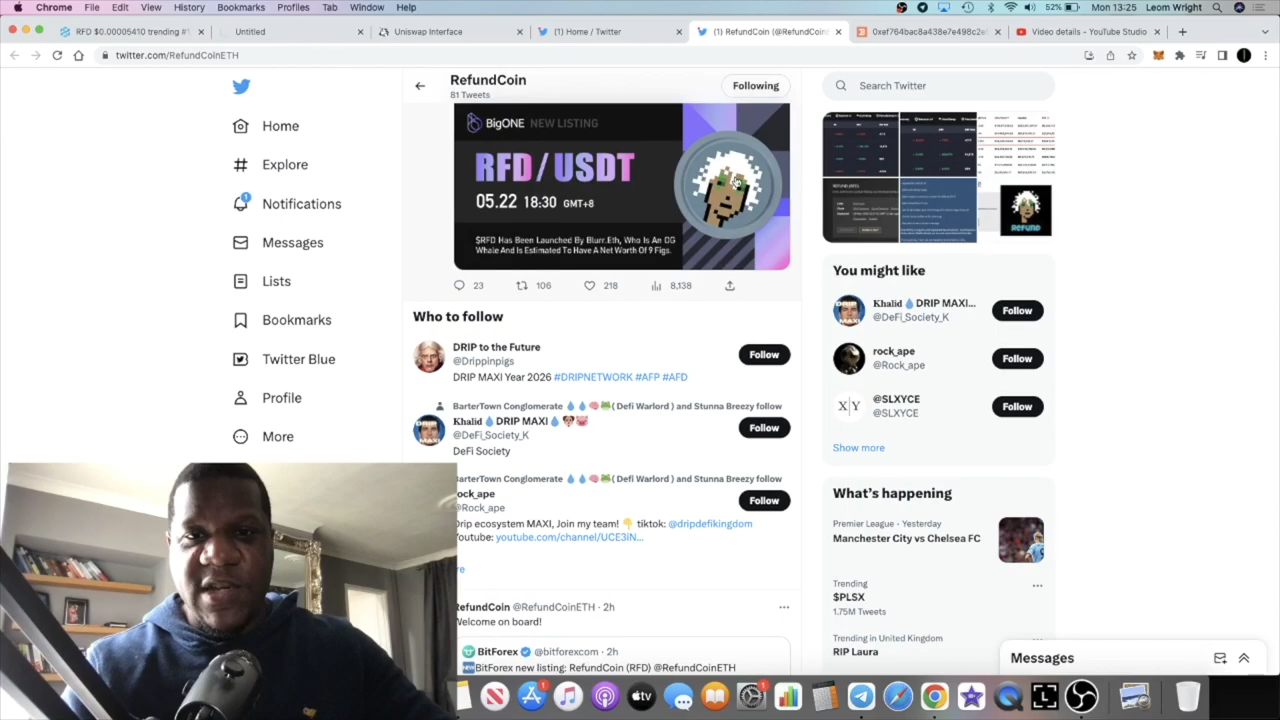 Chrome File Edit View History Bookmarks Profiles Tab Window Help
52% Mon 13:25 Leom Wright
RFD $0.00005410 trending #1
Untitled
Uniswap Interface
(1) Home / Twitter
(1) RefundCoin (@RefundCoin
Video details - YouTube Studio
twitter.com/RefundCoinETH
Home
Explore
Notifications
Messages
Lists
Bookmarks
Twitter Blue
Profile
More
RefundCoin
81 Tweets
Following
BigONE NEW LISTING
RFD/USDT
05.22 18:30 GMT+8
$RFD Has Been Launched By Blurr.Eth, Who Is An OG
Whale And Is Estimated To Have A Net Worth Of 9 Figs.
23 106 218 8,138
Who to follow
DRIP to the Future
@Drippinpigs
Follow
DRIP MAXI Year 2026 #DRIPNETWORK #AFP #AFD
BarterTown Conglomerate 💧💧🧠🐸( Defi Warlord ) and Stunna Breezy follow
Khalid 💧 DRIP MAXI 💧
@DeFi_Society_K
Follow
DeFi Society
arterTown Conglomerate 💧💧🧠🐸( Defi Warlord ) and Stunna Breezy follow
ock_ape
@Rock_ape
Follow
Drip ecosystem MAXI, Join my team! 👇 tiktok: @dripdefikingdom
Youtube: youtube.com/channel/UCE3iN...
re
RefundCoin @RefundCoinETH · 2h
Welcome on board!
BitForex @bitforexcom · 2h
BitForex new listing: RefundCoin (RFD) @RefundCoinETH
Search Twitter
REFUND
You might like
Khalid 💧 DRIP MAXI...
@DeFi_Society_K
Follow
rock_ape
@Rock_ape
Follow
X|Y
@SLXYCE
@SLXYCE
Follow
Show more
What's happening
Premier League · Yesterday
Manchester City vs Chelsea FC
Trending
$PLSX
1.75M Tweets
Trending in United Kingdom
RIP Laura
Messages
tv